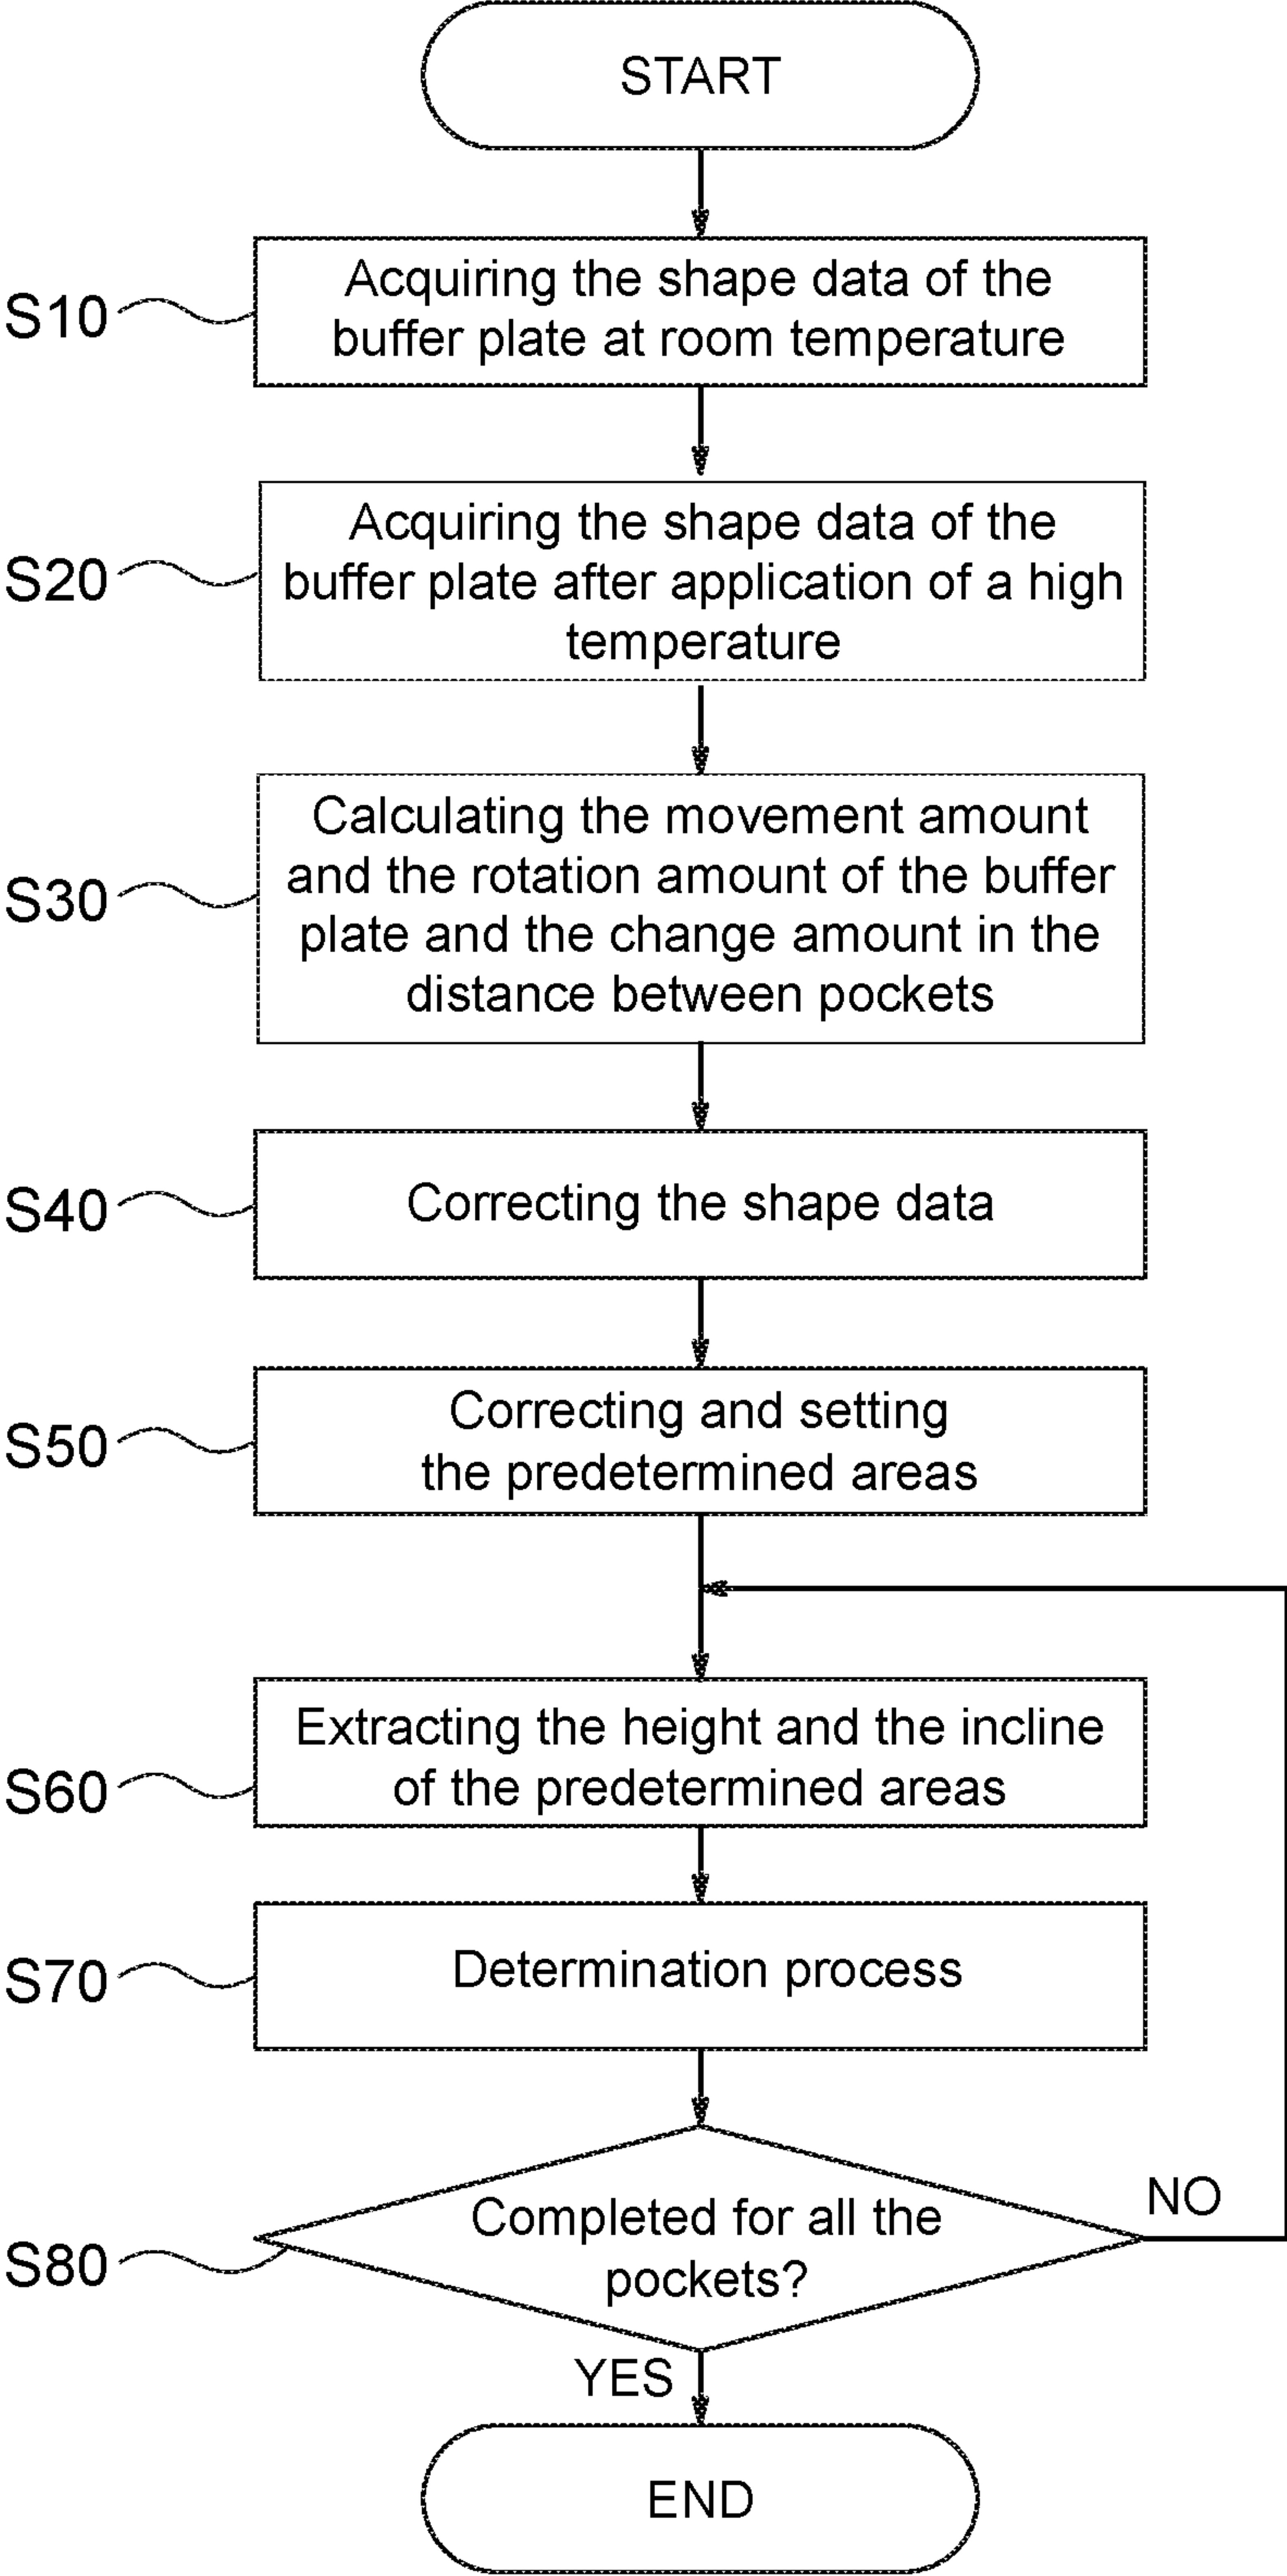 START
S10
Acquiring the shape data of the
buffer plate at room temperature
S20
Acquiring the shape data of the
buffer plate after application of a high
temperature
S30
Calculating the movement amount
and the rotation amount of the buffer
plate and the change amount in the
distance between pockets
S40
Correcting the shape data
S50
Correcting and setting
the predetermined areas
S60
Extracting the height and the incline
of the predetermined areas
S70
Determination process
S80
Completed for all the
pockets?
NO
YES
END